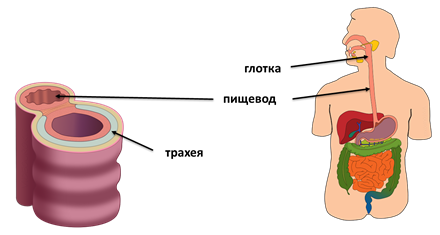 глотка
пищевод
трахея